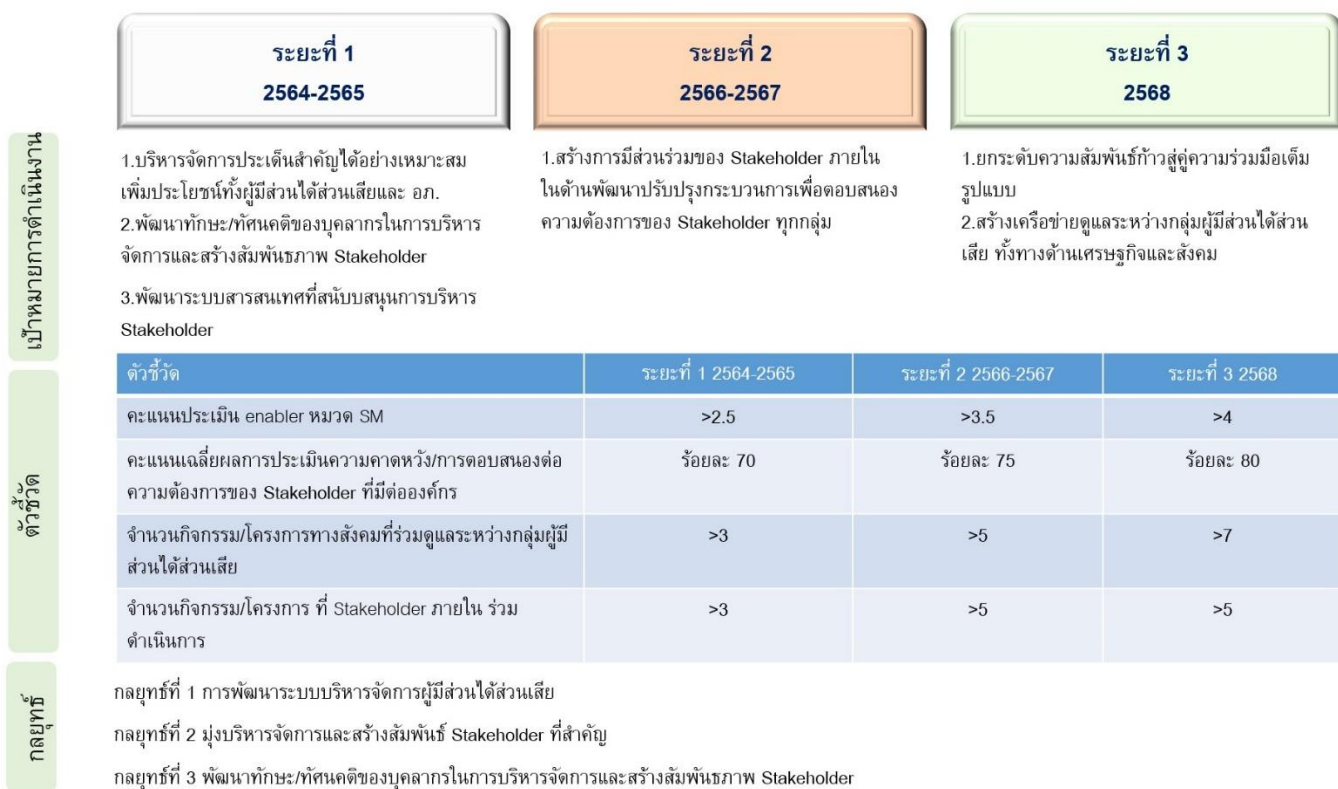 ระยะที่ 1
2564-2565
ระยะที่ 2
2566-2567
ระยะที่ 3
2568
เป้าหมายการดำเนินงาน
1.บริหารจัดการประเด็นสำคัญได้อย่างเหมาะสม
เพิ่มประโยชน์ทั้งผู้มีส่วนได้ส่วนเสียและ อภ.
2.พัฒนาทักษะ/ทัศนคติของบุคลากรในการบริหาร
จัดการและสร้างสัมพันธภาพ Stakeholder
3.พัฒนาระบบสารสนเทศที่สนับบสนุนการบริหาร
Stakeholder
1.สร้างการมีส่วนร่วมของ Stakeholder ภายใน
ในด้านพัฒนาปรับปรุงกระบวนการเพื่อตอบสนอง
ความต้องการของ Stakeholder ทุกกลุ่ม
1.ยกระดับความสัมพันธ์ก้าวสู่คู่ความร่วมมือเต็ม
รูปแบบ
2.สร้างเครือข่ายดูแลระหว่างกลุ่มผู้มีส่วนได้ส่วน
เสีย ทั้งทางด้านเศรษฐกิจและสังคม
ตัวชี้วัด
ตัวชี้วัด ระยะที่ 1 2564-2565 ระยะที่ 2 2566-2567 ระยะที่ 3 2568
คะแนนประเมิน enabler หมวด SM >2.5 >3.5 >4
คะแนนเฉลี่ยผลการประเมินความคาดหวัง/การตอบสนองต่อ ร้อยละ 70 ร้อยละ 75 ร้อยละ 80
ความต้องการของ Stakeholder ที่มีต่อองค์กร
จำนวนกิจกรรม/โครงการทางสังคมที่ร่วมดูแลระหว่างกลุ่มผู้มี >3 >5 >7
ส่วนได้ส่วนเสีย
จำนวนกิจกรรม/โครงการ ที่ Stakeholder ภายใน ร่วม >3 >5 >5
ดำเนินการ
กลยุทธ์
กลยุทธ์ที่ 1 การพัฒนาระบบบริหารจัดการผู้มีส่วนได้ส่วนเสีย
กลยุทธ์ที่ 2 มุ่งบริหารจัดการและสร้างสัมพันธ์ Stakeholder ที่สำคัญ
กลยุทธ์ที่ 3 พัฒนาทักษะ/ทัศนคติของบุคลากรในการบริหารจัดการและสร้างสัมพันธภาพ Stakeholder